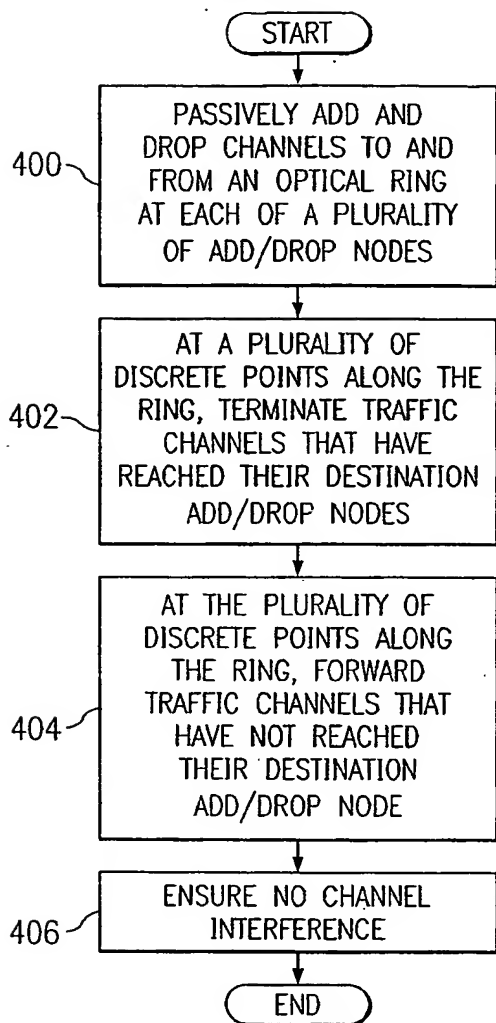 START
400
PASSIVELY ADD AND
DROP CHANNELS TO AND
FROM AN OPTICAL RING
AT EACH OF A PLURALITY
OF ADD/DROP NODES
402
AT A PLURALITY OF
DISCRETE POINTS ALONG THE
RING, TERMINATE TRAFFIC
CHANNELS THAT HAVE
REACHED THEIR DESTINATION
ADD/DROP NODES
404
AT THE PLURALITY OF
DISCRETE POINTS ALONG
THE RING, FORWARD
TRAFFIC CHANNELS THAT
HAVE NOT REACHED
THEIR DESTINATION
ADD/DROP NODE
406
ENSURE NO CHANNEL
INTERFERENCE
END